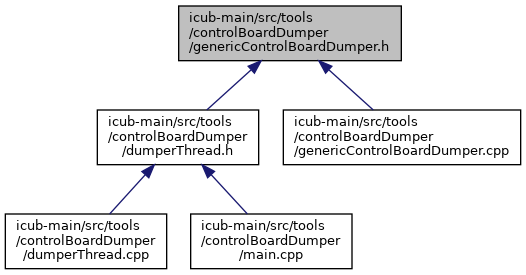 icub-main/src/tools
/controlBoardDumper
/genericControlBoardDumper.h
icub-main/src/tools
/controlBoardDumper
/dumperThread.h
icub-main/src/tools
/controlBoardDumper
/genericControlBoardDumper.cpp
icub-main/src/tools
/controlBoardDumper
/dumperThread.cpp
icub-main/src/tools
/controlBoardDumper
/main.cpp